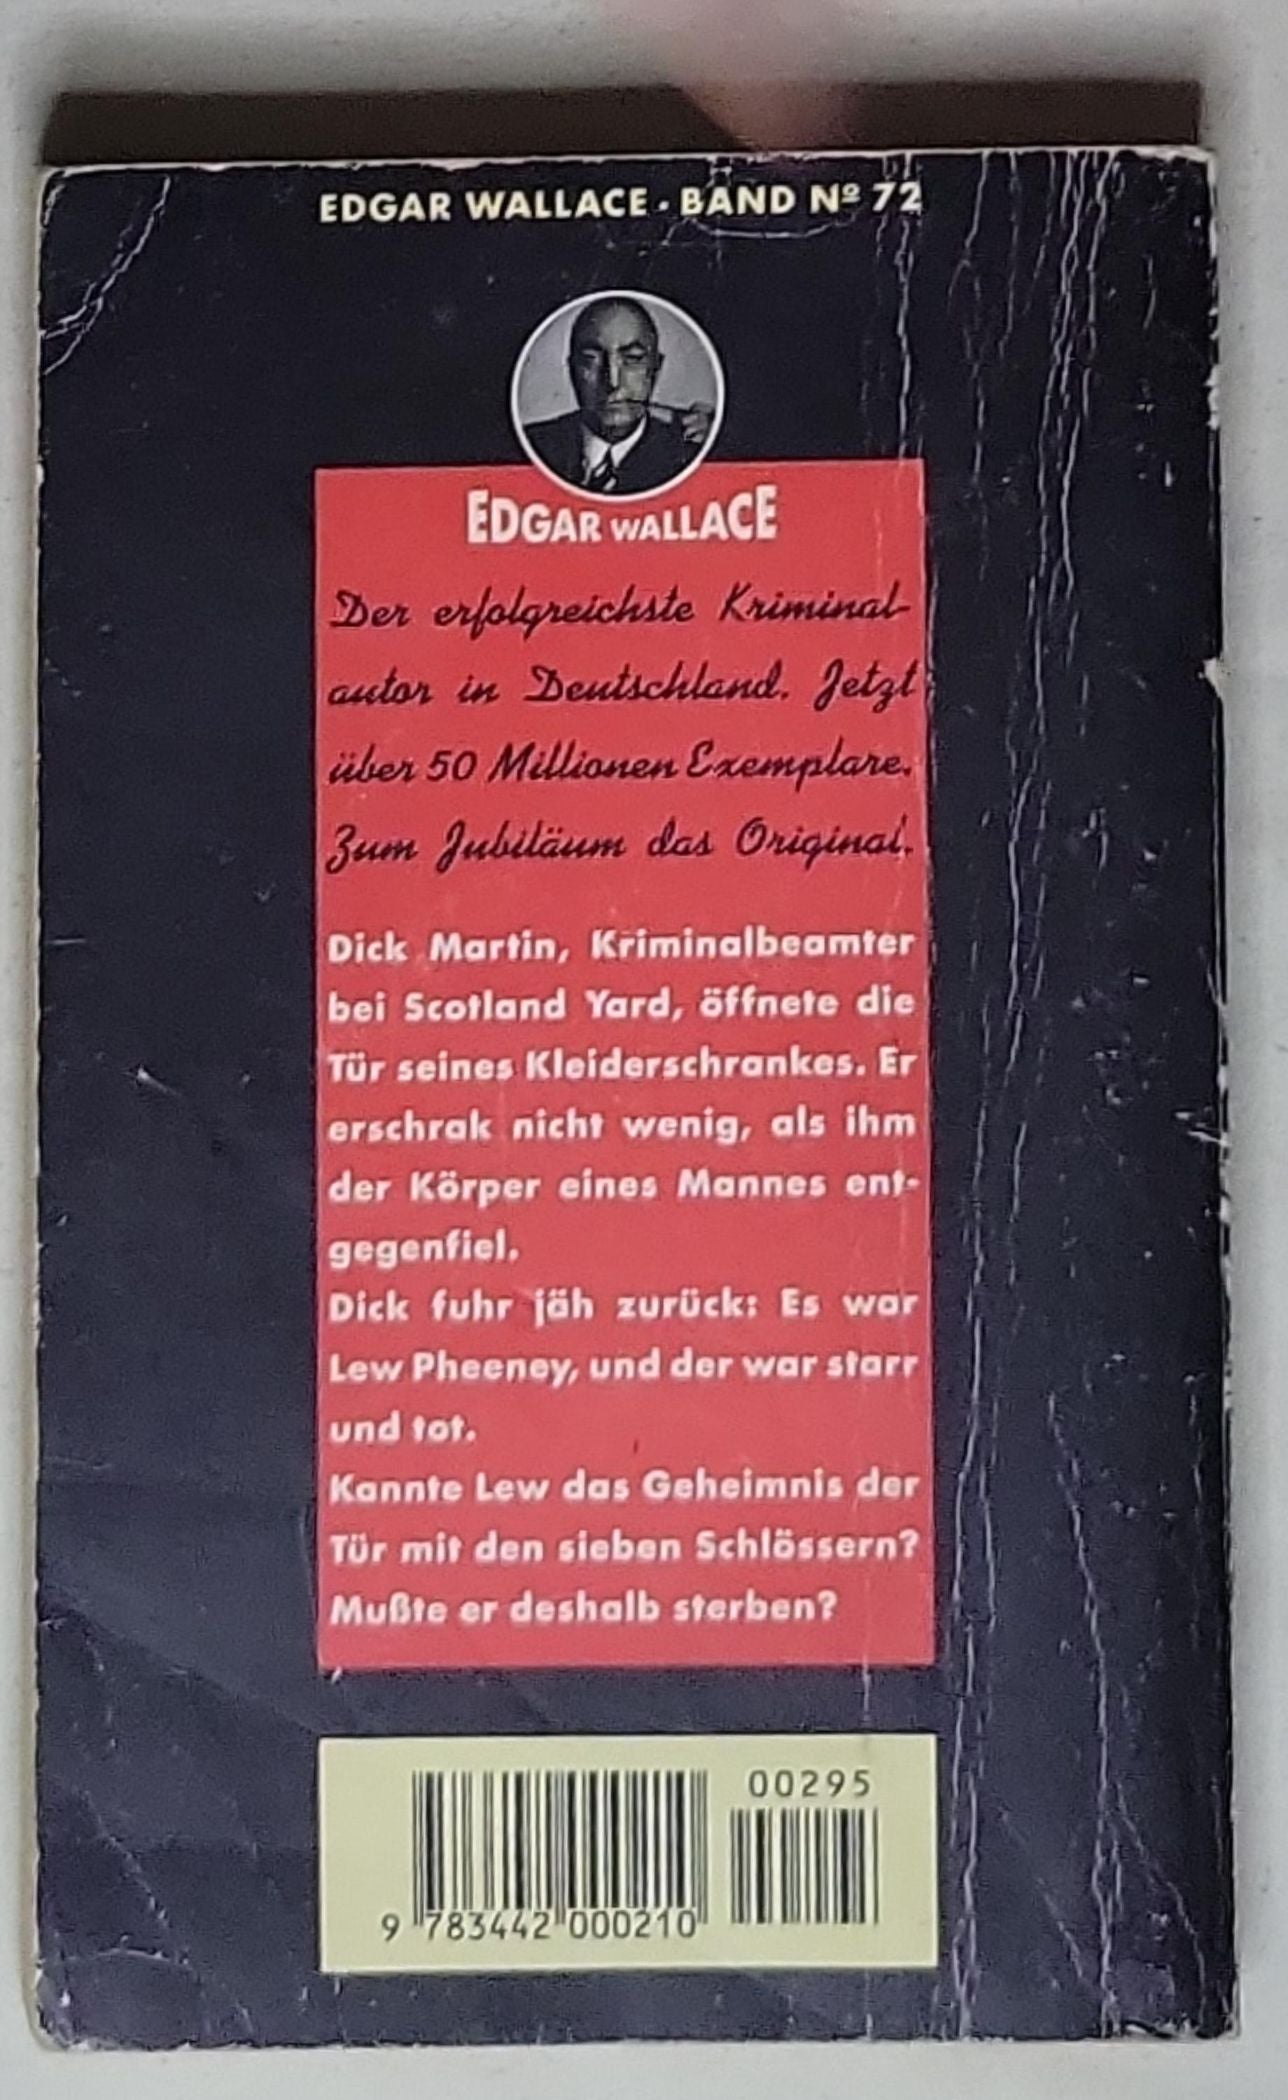 EDGAR WALLACE · BAND Nº 72
EDGAR WALLACE
Der erfolgreichste Kriminal-
autor in Deutschland. Jetzt
über 50 Millionen Exemplare.
Zum Jubiläum das Original.
Dick Martin, Kriminalbeamter
bei Scotland Yard, öffnete die
Tür seines Kleiderschrankes. Er
erschrak nicht wenig, als ihm
der Körper eines Mannes ent-
gegenfiel.
Dick fuhr jäh zurück: Es war
Lew Pheeney, und der war starr
und tot.
Kannte Lew das Geheimnis der
Tür mit den sieben Schlössern?
Mußte er deshalb sterben?
00295
9 783442 000210